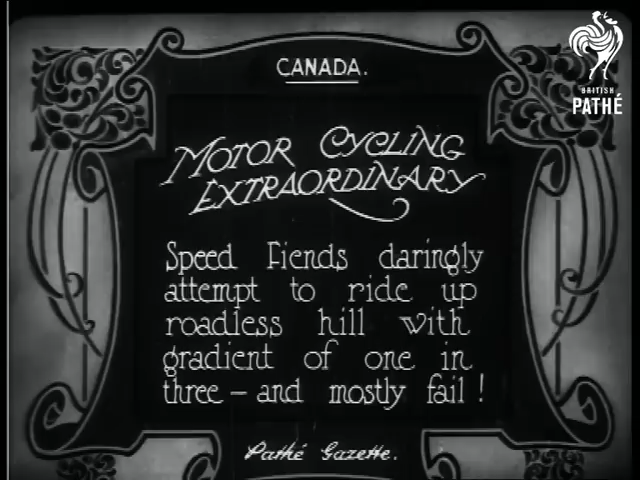 CANADA.
BRITISH
PATHÉ
MOTOR CYCLING
EXTRAORDINARY
Speed Fiends daringly
attempt to ride up
roadless hill with
gradient of one in
three – and mostly fail!
Pathé Gazette.